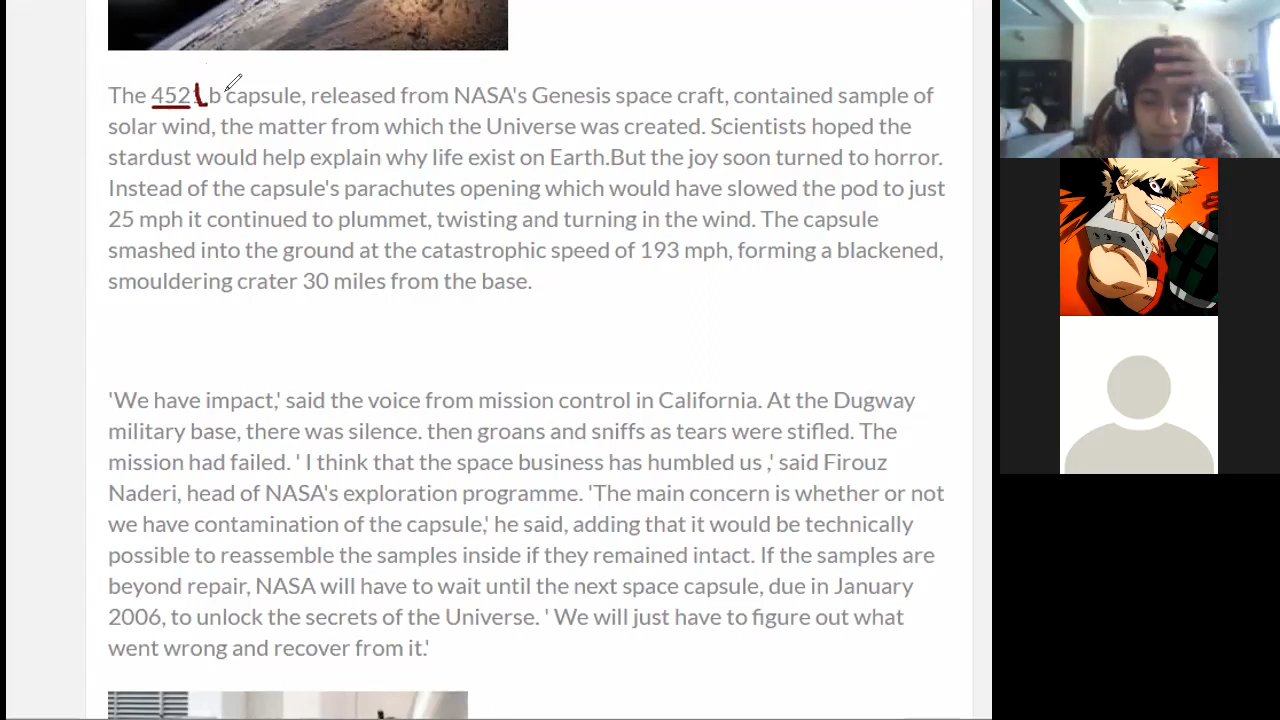 The 452 lb capsule, released from NASA's Genesis space craft, contained sample of
solar wind, the matter from which the Universe was created. Scientists hoped the
stardust would help explain why life exist on Earth.But the joy soon turned to horror.
Instead of the capsule's parachutes opening which would have slowed the pod to just
25 mph it continued to plummet, twisting and turning in the wind. The capsule
smashed into the ground at the catastrophic speed of 193 mph, forming a blackened,
smouldering crater 30 miles from the base.
'We have impact,' said the voice from mission control in California. At the Dugway
military base, there was silence. then groans and sniffs as tears were stifled. The
mission had failed. ' I think that the space business has humbled us ,' said Firouz
Naderi, head of NASA's exploration programme. 'The main concern is whether or not
we have contamination of the capsule,' he said, adding that it would be technically
possible to reassemble the samples inside if they remained intact. If the samples are
beyond repair, NASA will have to wait until the next space capsule, due in January
2006, to unlock the secrets of the Universe. ' We will just have to figure out what
went wrong and recover from it.'